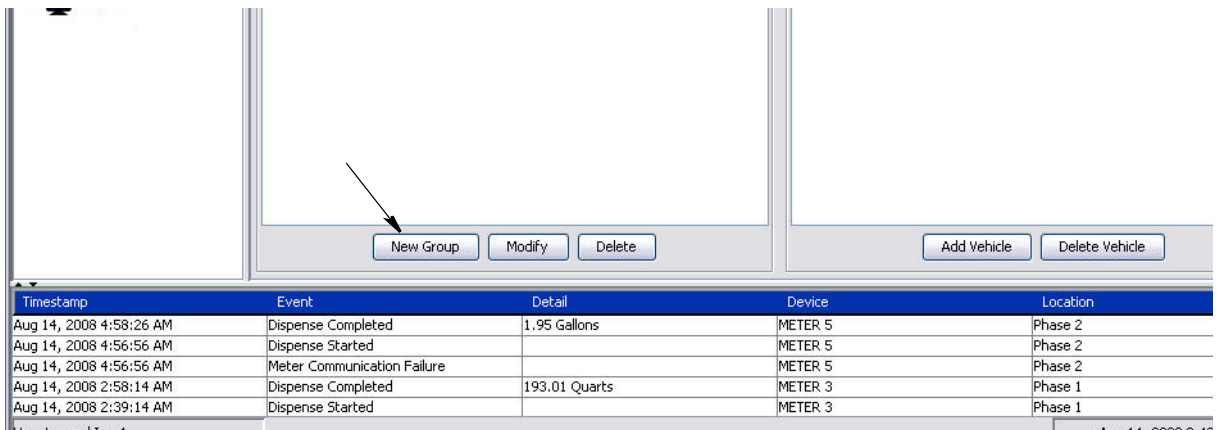 New Group Modify Delete Add Vehicle Delete Vehicle
Timestamp Event Detail Device Location
Aug 14, 2008 4:58:26 AM Dispense Completed 1.95 Gallons METER 5 Phase 2
Aug 14, 2008 4:56:56 AM Dispense Started METER 5 Phase 2
Aug 14, 2008 4:56:56 AM Meter Communication Failure METER 5 Phase 2
Aug 14, 2008 2:58:14 AM Dispense Completed 193.01 Quarts METER 3 Phase 1
Aug 14, 2008 2:39:14 AM Dispense Started METER 3 Phase 1